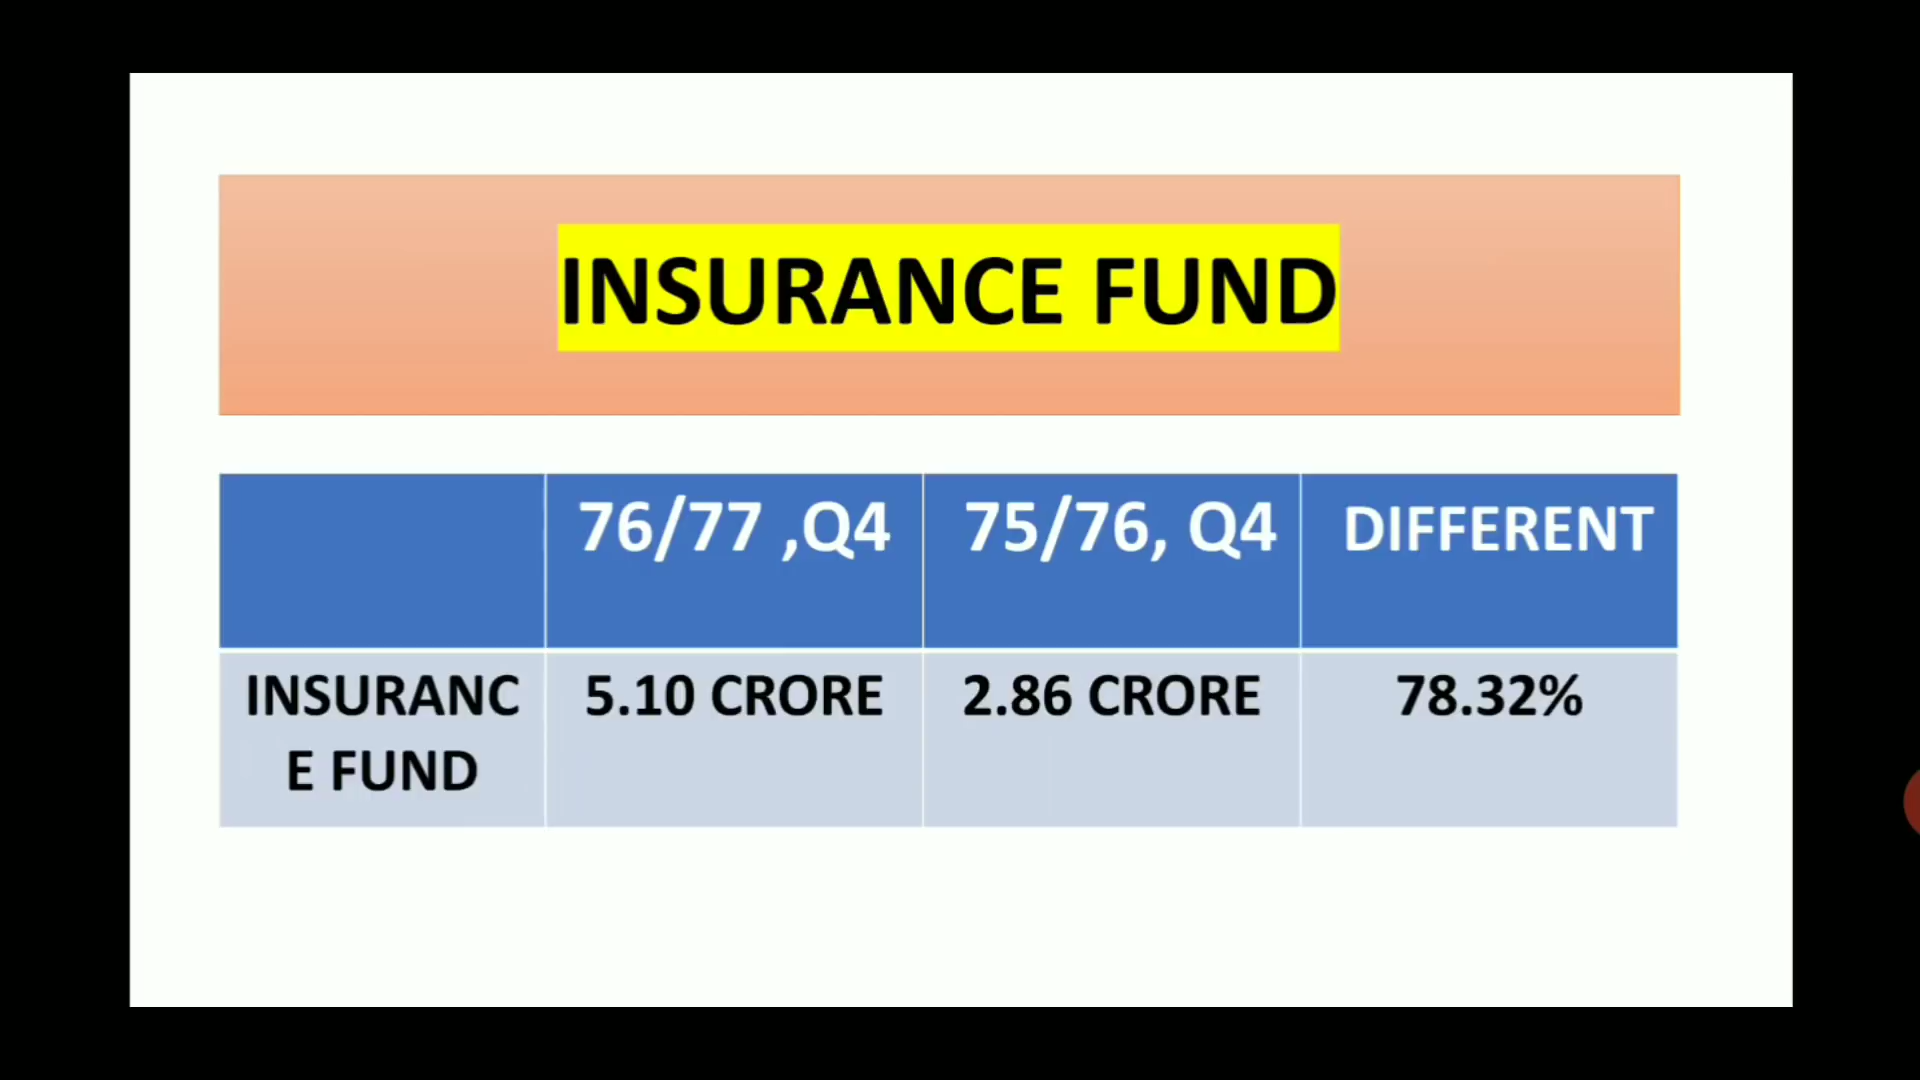 INSURANCE FUND
76/77 ,Q4 75/76, Q4 DIFFERENT
INSURANC 5.10 CRORE 2.86 CRORE 78.32%
E FUND